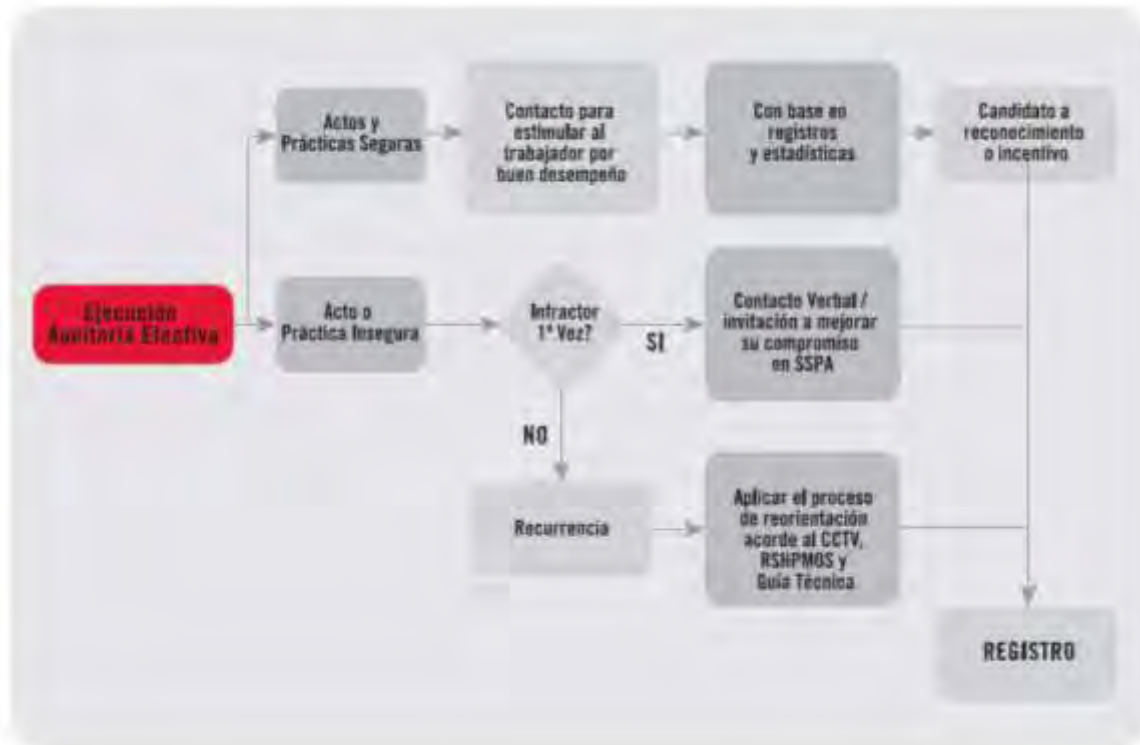 Actos y
Prácticas Seguras
Contacto para
estimular al
trabajador por
buen desempeño
Con base en
registros
y estadísticas
Candidato a
reconocimiento
o incentivo
Ejecución
Auditoría Efectiva
Acto o
Práctica Insegura
Infractor
1ª Vez?
SI
Contacto Verbal /
invitación a mejorar
su compromiso
en SSPA
NO
Recurrencia
Aplicar el proceso
de reorientación
acorde al CCTV,
RSHPMOS y
Guía Técnica
REGISTRO